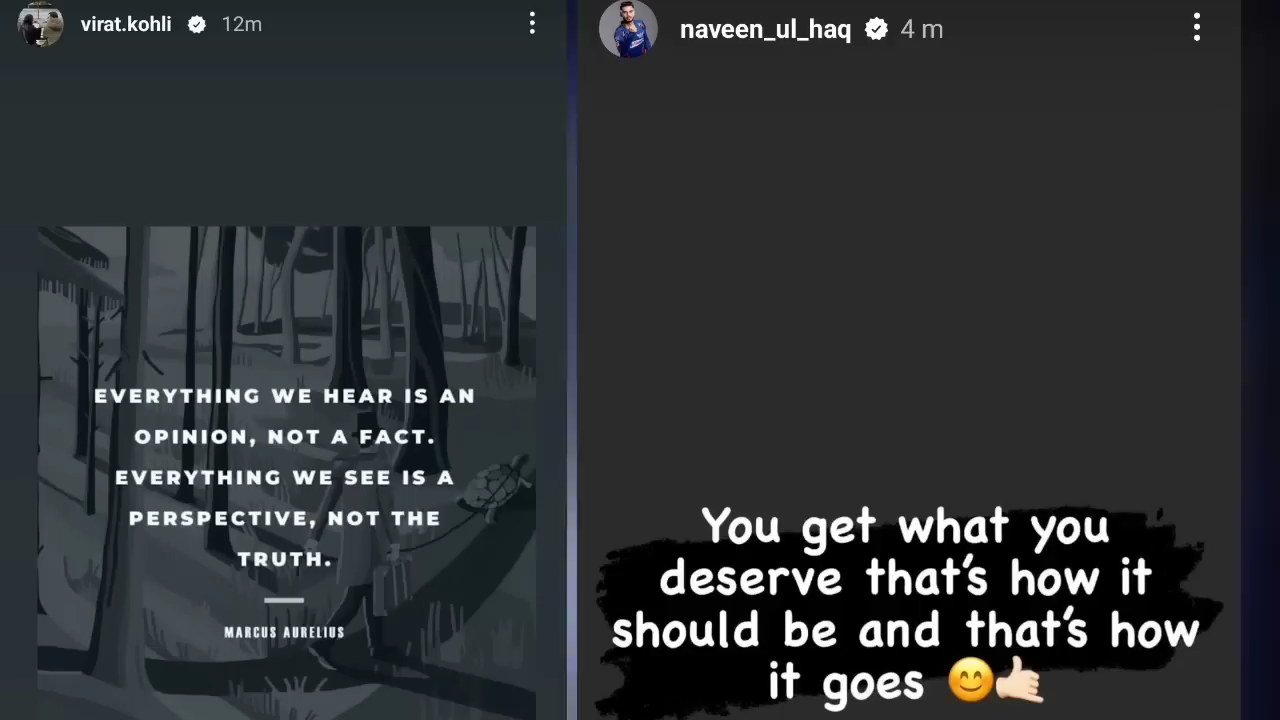 virat.kohli 12m
EVERYTHING WE HEAR IS AN
OPINION, NOT A FACT.
EVERYTHING WE SEE IS A
PERSPECTIVE, NOT THE
TRUTH.
MARCUS AURELIUS
naveen_ul_haq 4 m
You get what you
deserve that's how it
should be and that's how
it goes 😊🤙🏻